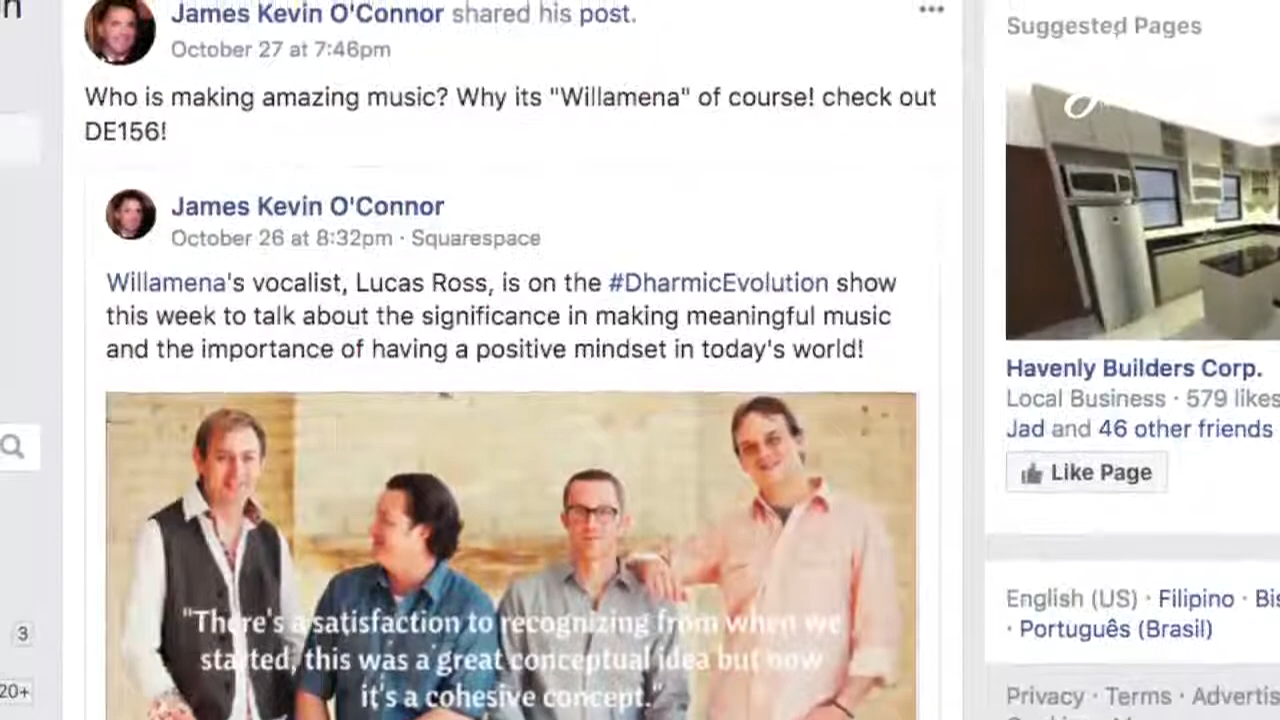 James Kevin O'Connor shared his post.
October 27 at 7:46pm
Who is making amazing music? Why its "Willamena" of course! check out
DE156!
James Kevin O'Connor
October 26 at 8:32pm · Squarespace
Willamena's vocalist, Lucas Ross, is on the #DharmicEvolution show
this week to talk about the significance in making meaningful music
and the importance of having a positive mindset in today's world!
"There's a satisfaction to recognizing from when we
started, this was a great conceptual idea but now
it's a cohesive concept."
3
20+
Suggested Pages
Havenly Builders Corp.
Local Business · 579 likes
Jad and 46 other friends
Like Page
English (US) · Filipino · Bis
· Português (Brasil)
Privacy · Terms · Advertis